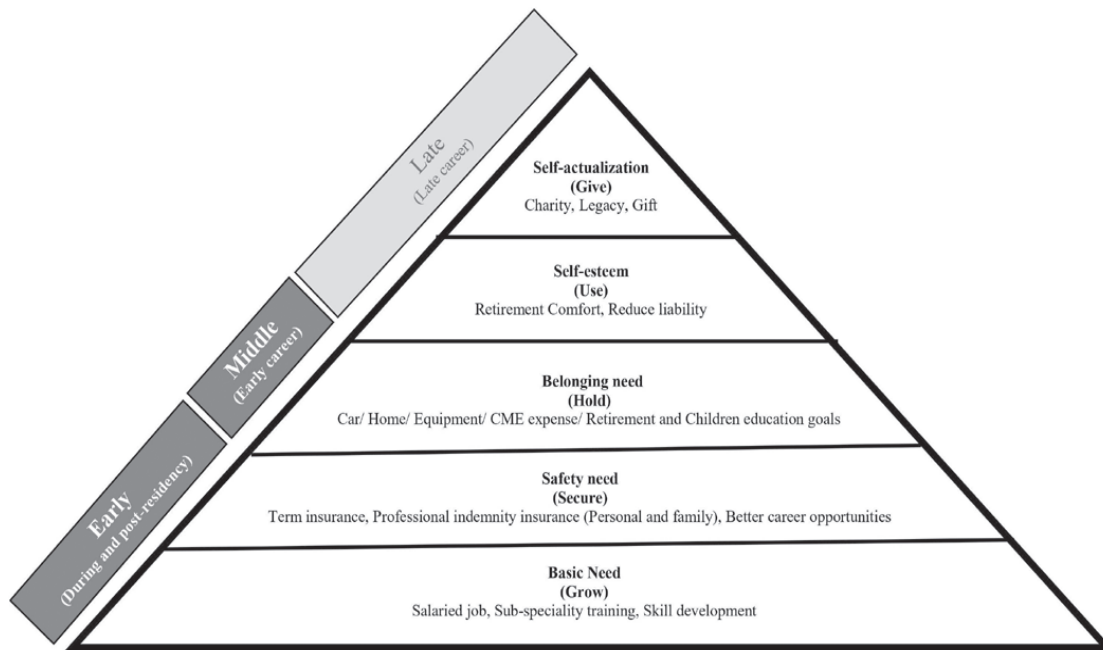 Late
(Late career)
Middle
(Early career)
Early
(During and post-residency)
Self-actualization
(Give)
Charity, Legacy, Gift
Self-esteem
(Use)
Retirement Comfort, Reduce liability
Belonging need
(Hold)
Car/ Home/ Equipment/ CME expense/ Retirement and Children education goals
Safety need
(Secure)
Term insurance, Professional indemnity insurance (Personal and family), Better career opportunities
Basic Need
(Grow)
Salaried job, Sub-speciality training, Skill development